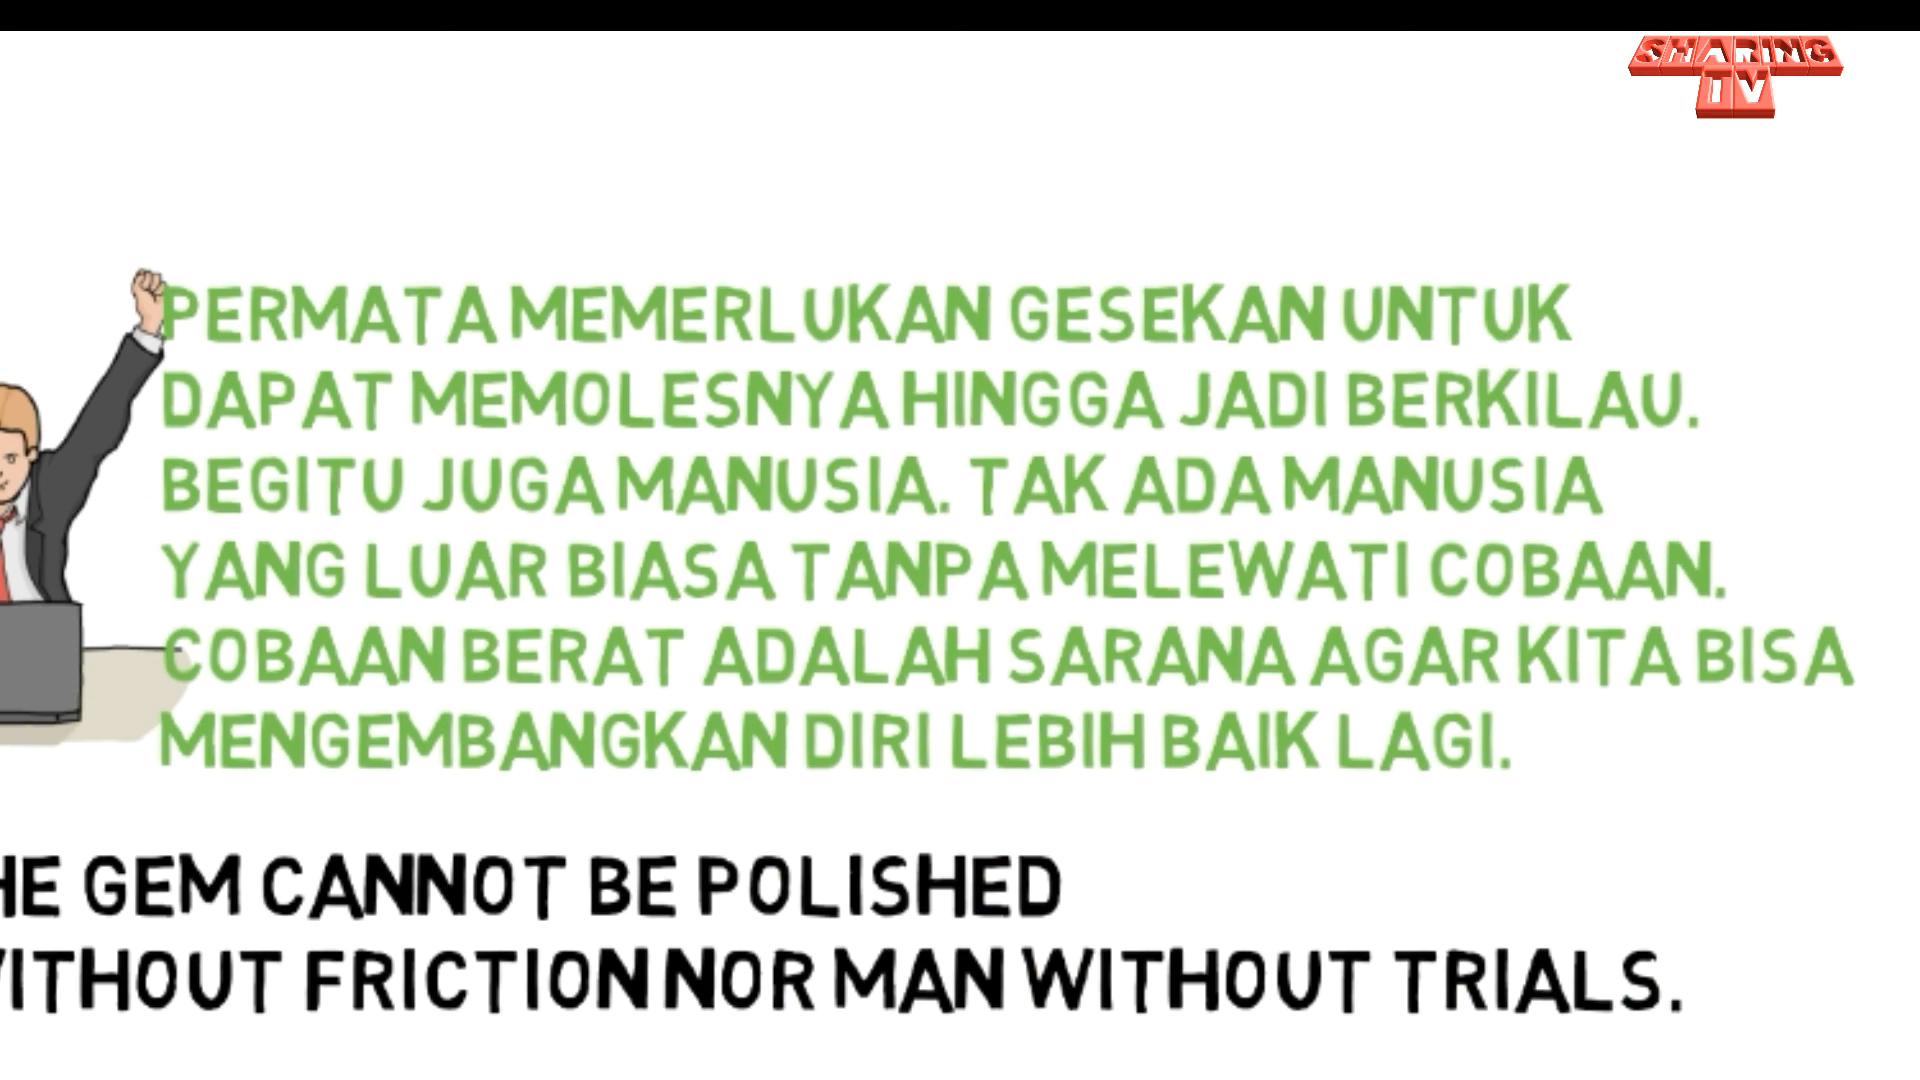 SHARING
TV
PERMATA MEMERLUKAN GESEKAN UNTUK
DAPAT MEMOLESNYA HINGGA JADI BERKILAU.
BEGITU JUGA MANUSIA. TAK ADA MANUSIA
YANG LUAR BIASA TANPA MELEWATI COBAAN.
COBAAN BERAT ADALAH SARANA AGAR KITA BISA
MENGEMBANGKAN DIRI LEBIH BAIK LAGI.
HE GEM CANNOT BE POLISHED
ITHOUT FRICTION NOR MAN WITHOUT TRIALS.